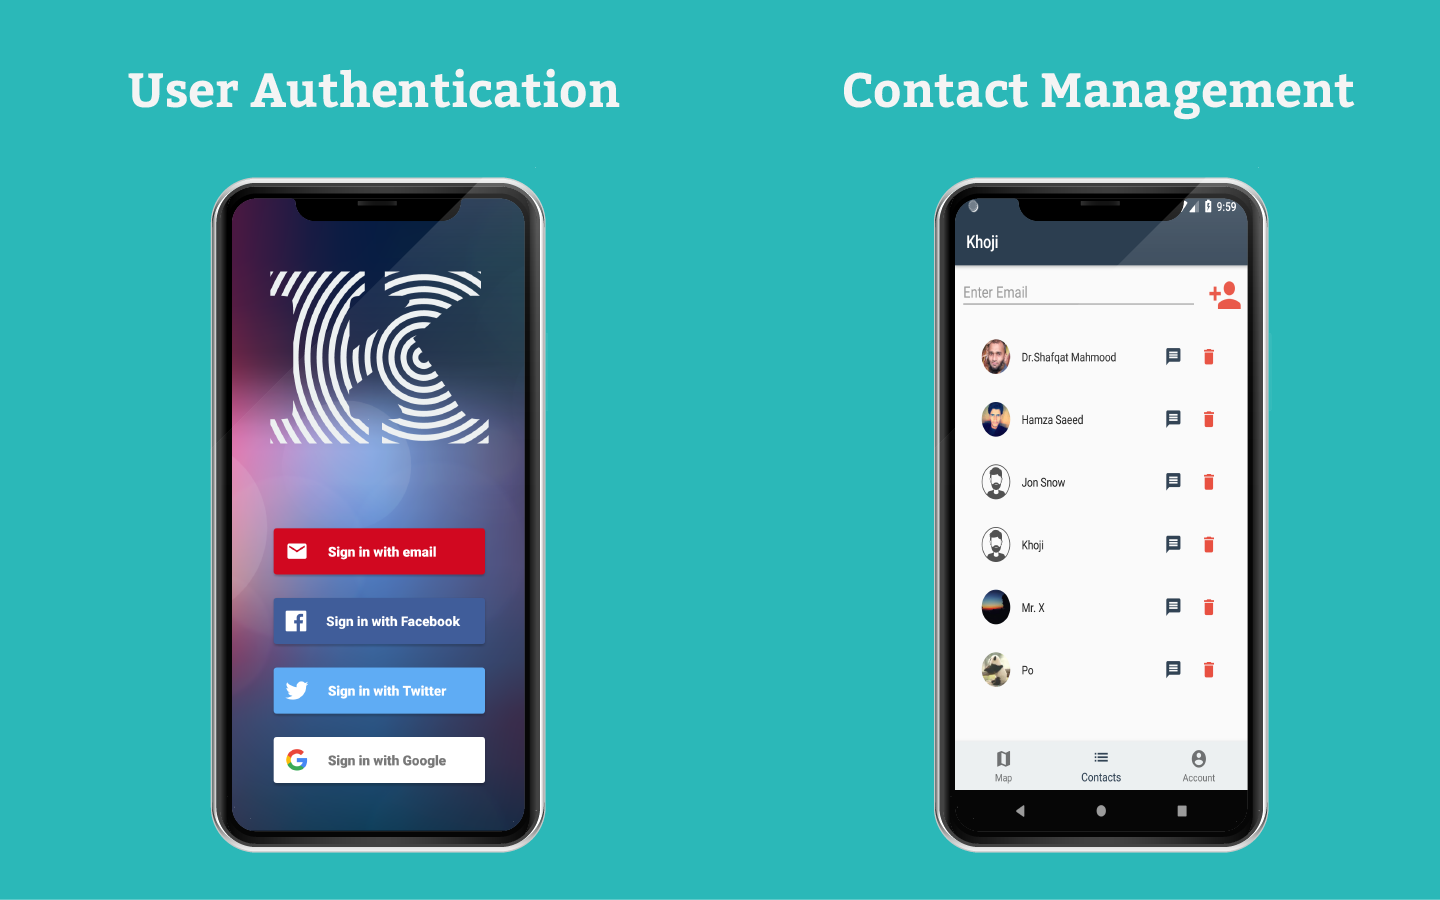 User Authentication
K
Sign in with email
Sign in with Facebook
Sign in with Twitter
Sign in with Google
Contact Management
9:59
Khoji
Enter Email
Dr.Shafqat Mahmood
Hamza Saeed
Jon Snow
Khoji
Mr. X
Po
Map Contacts Account